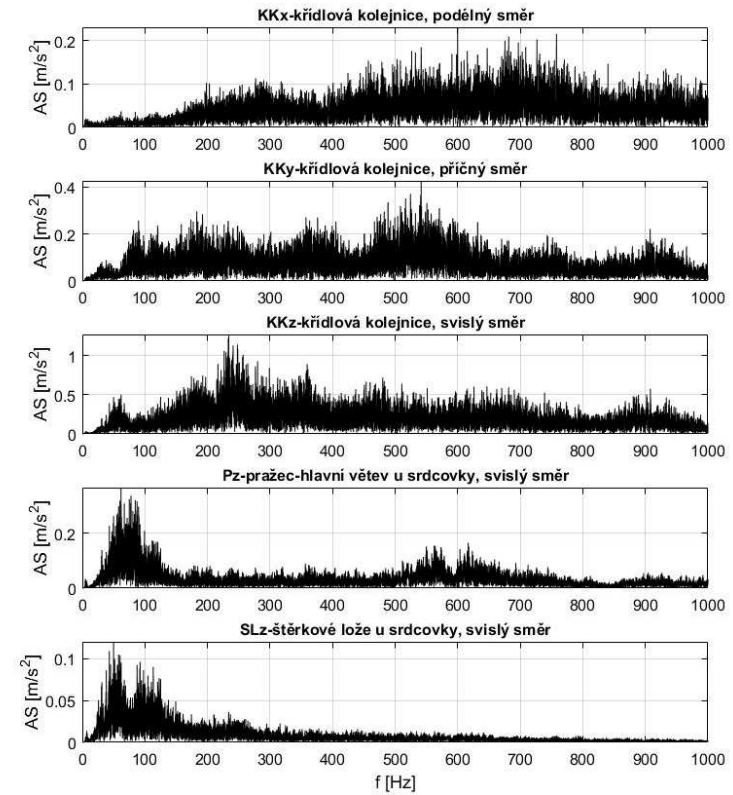 KKx-křídlová kolejnice, podélný směr
AS [m/s²]
0.2
0.1
0
0 100 200 300 400 500 600 700 800 900 1000
KKy-křídlová kolejnice, příčný směr
AS [m/s²]
0.4
0.2
0
0 100 200 300 400 500 600 700 800 900 1000
KKz-křídlová kolejnice, svislý směr
AS [m/s²]
1
0.5
0
0 100 200 300 400 500 600 700 800 900 1000
Pz-pražec-hlavní větev u srdcovky, svislý směr
AS [m/s²]
0.2
0
0 100 200 300 400 500 600 700 800 900 1000
SLz-štěrkové lože u srdcovky, svislý směr
AS [m/s²]
0.1
0.05
0
0 100 200 300 400 500 600 700 800 900 1000
f [Hz]